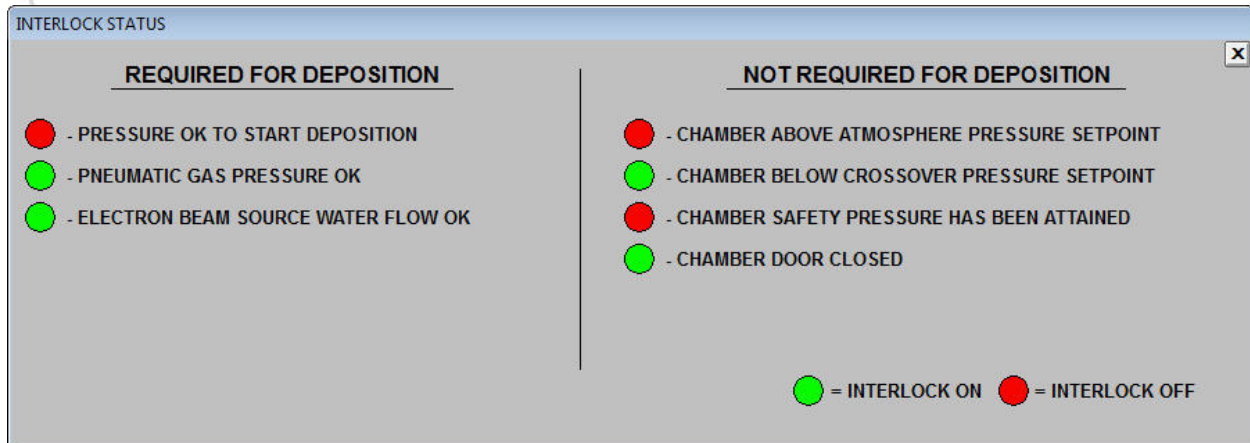 INTERLOCK STATUS
X
REQUIRED FOR DEPOSITION
- PRESSURE OK TO START DEPOSITION
- PNEUMATIC GAS PRESSURE OK
- ELECTRON BEAM SOURCE WATER FLOW OK
NOT REQUIRED FOR DEPOSITION
- CHAMBER ABOVE ATMOSPHERE PRESSURE SETPOINT
- CHAMBER BELOW CROSSOVER PRESSURE SETPOINT
- CHAMBER SAFETY PRESSURE HAS BEEN ATTAINED
- CHAMBER DOOR CLOSED
= INTERLOCK ON = INTERLOCK OFF